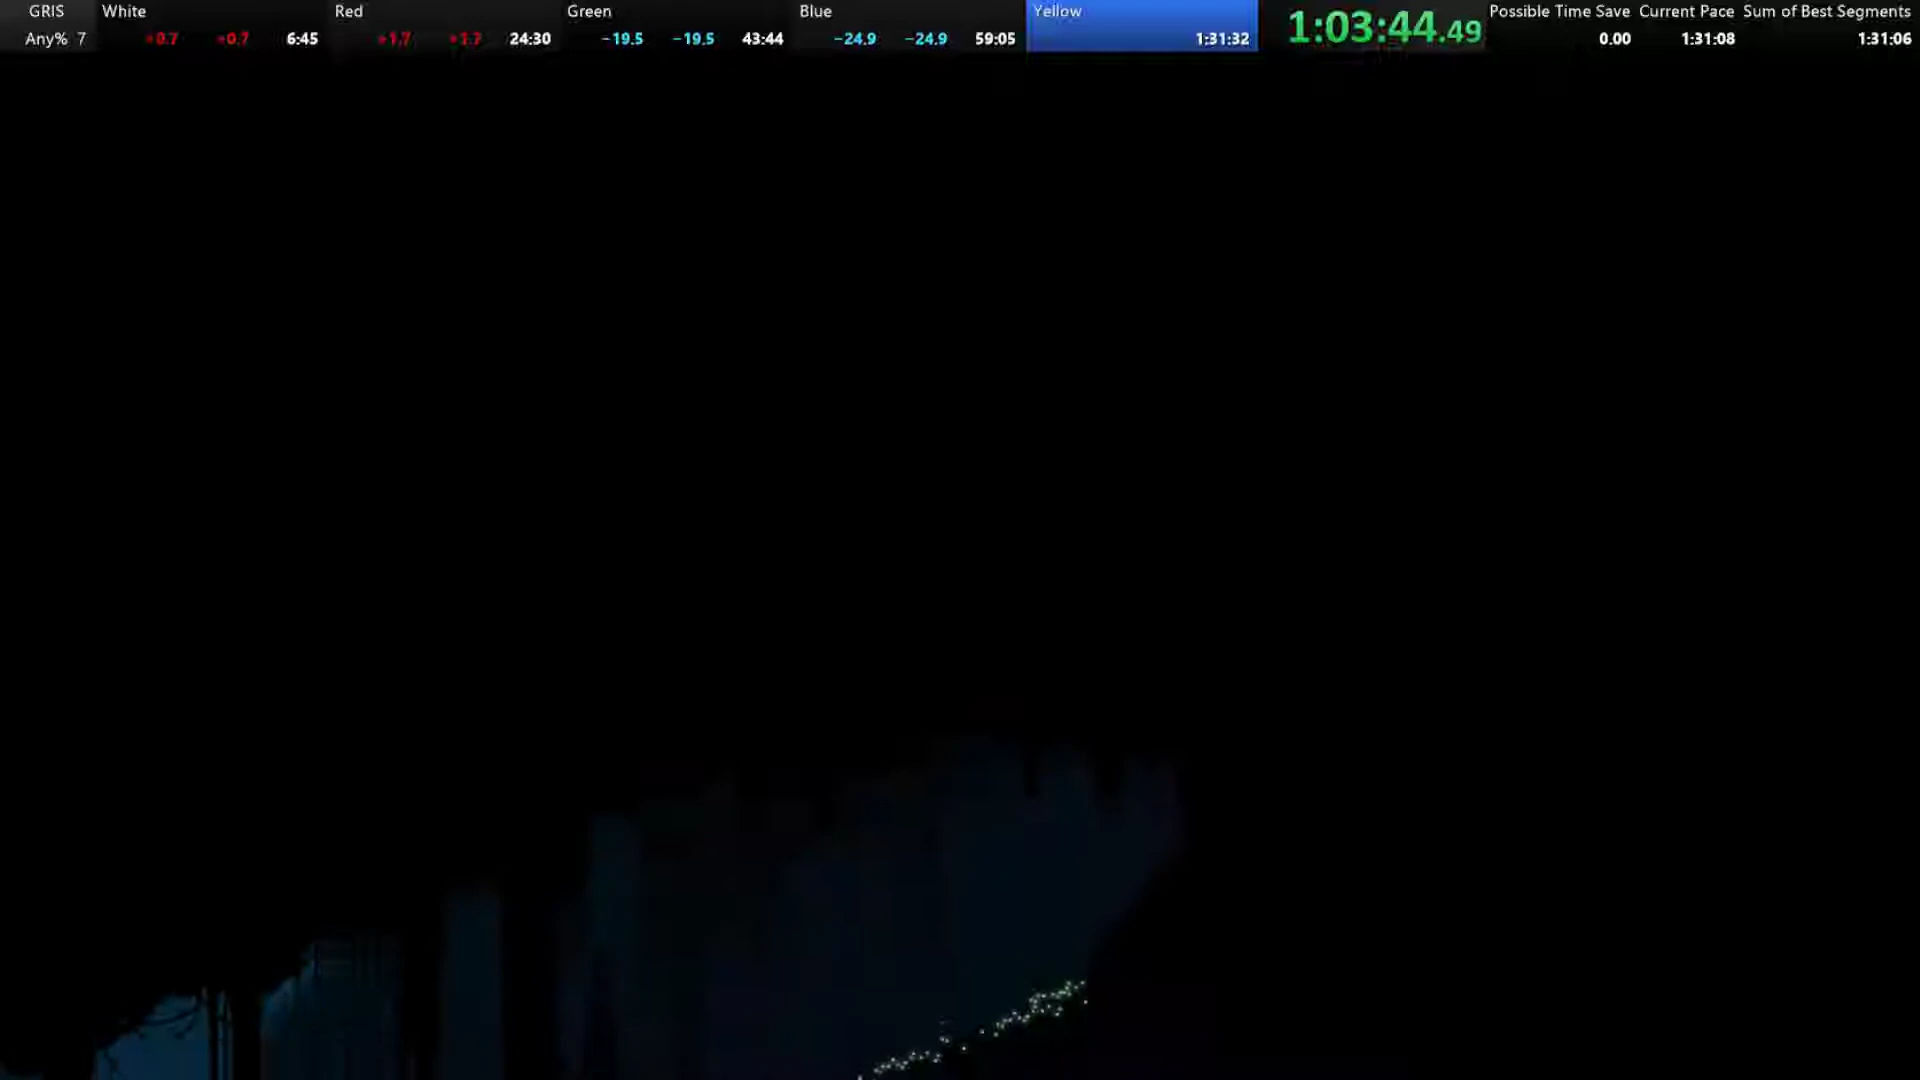 GRIS White Red Green Blue Yellow 1:03:44.49 Possible Time Save Current Pace Sum of Best Segments
Any% 7 +0.7 +0.7 6:45 +1.7 +1.7 24:30 −19.5 −19.5 43:44 −24.9 −24.9 59:05 1:31:32 0.00 1:31:08 1:31:06